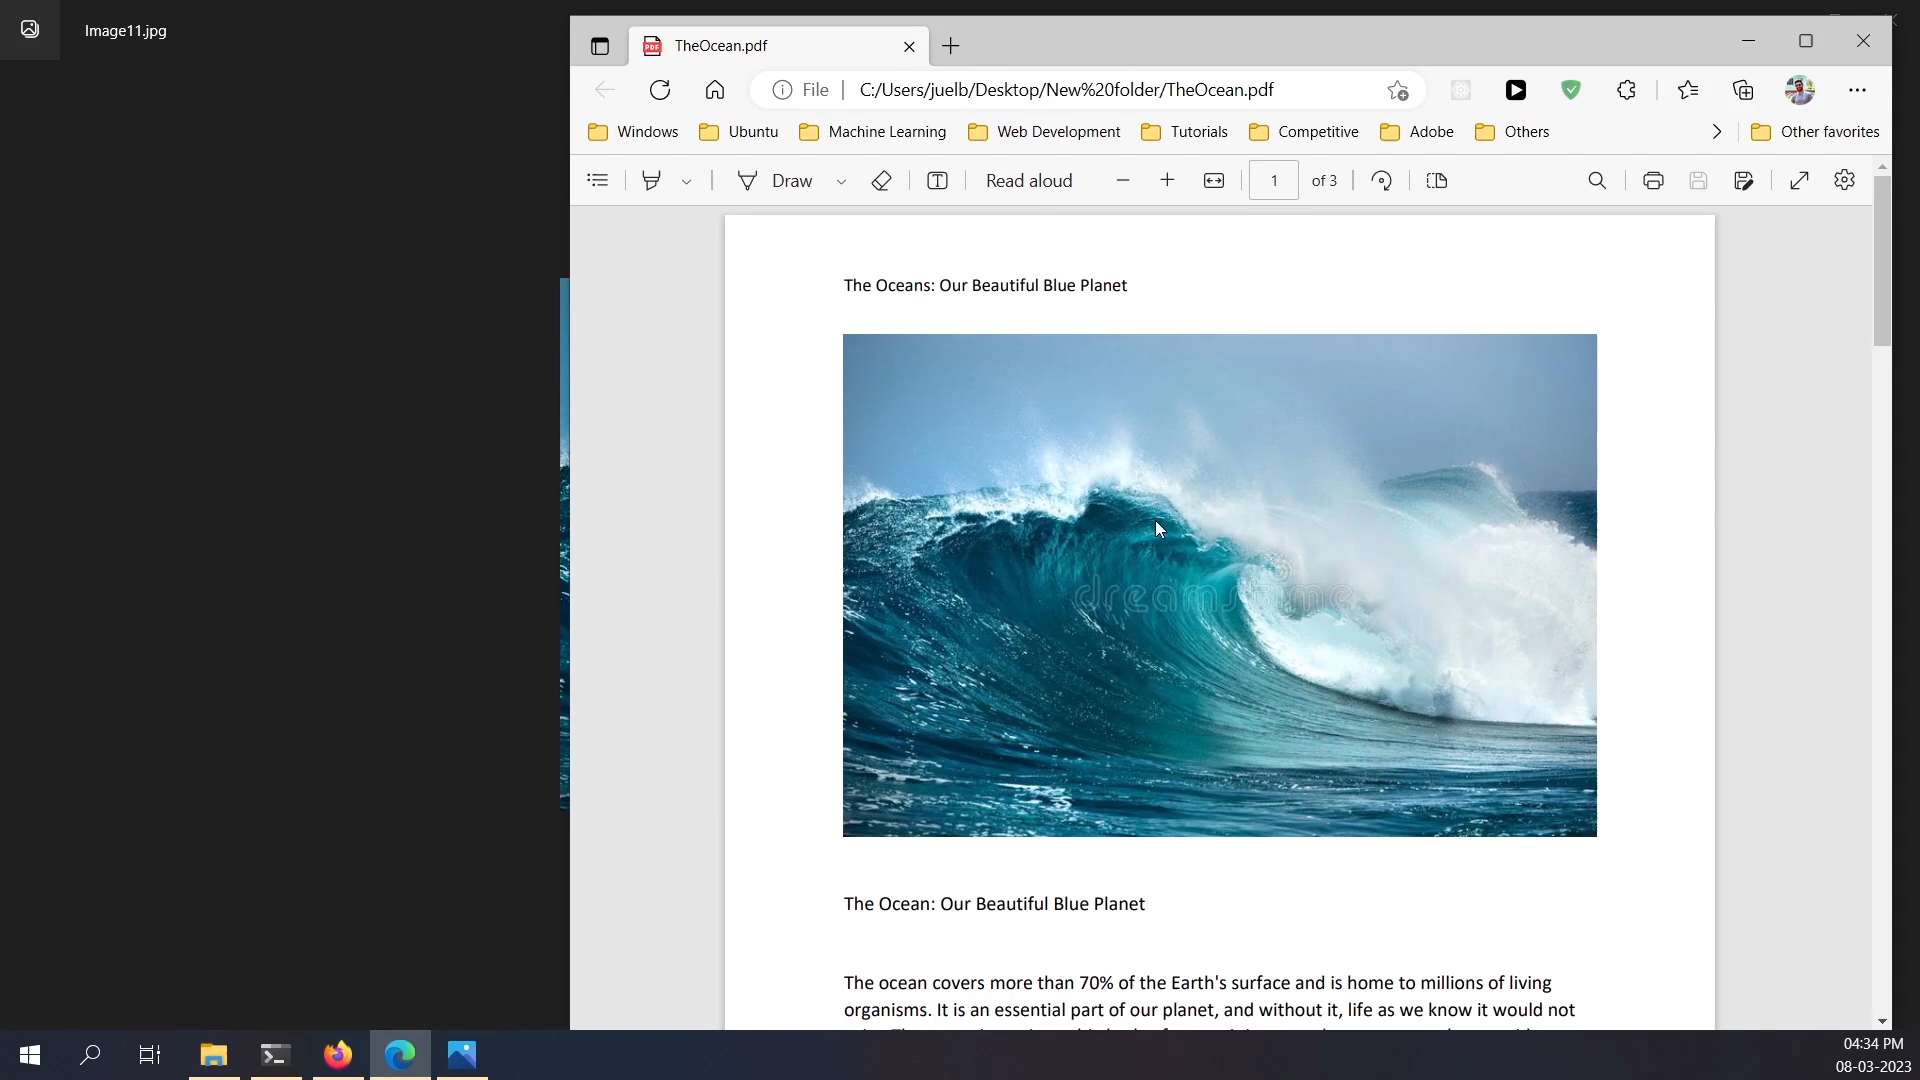 Image11.jpg
TheOcean.pdf
File C:/Users/juelb/Desktop/New%20folder/TheOcean.pdf
Windows Ubuntu Machine Learning Web Development Tutorials Competitive Adobe Others Other favorites
Draw Read aloud 1 of 3
The Oceans: Our Beautiful Blue Planet
dreamstime
The Ocean: Our Beautiful Blue Planet
The ocean covers more than 70% of the Earth's surface and is home to millions of living
organisms. It is an essential part of our planet, and without it, life as we know it would not
04:34 PM
08-03-2023